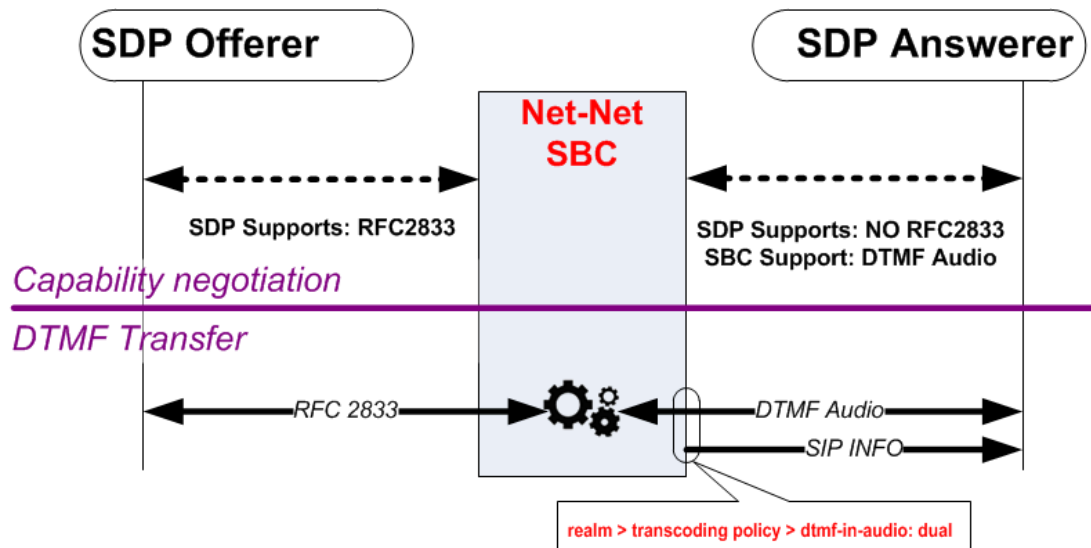 SDP Offerer
SDP Answerer
Net-Net
SBC
SDP Supports: RFC2833
SDP Supports: NO RFC2833
SBC Support: DTMF Audio
Capability negotiation
DTMF Transfer
RFC 2833
DTMF Audio
SIP INFO
realm > transcoding policy > dtmf-in-audio: dual